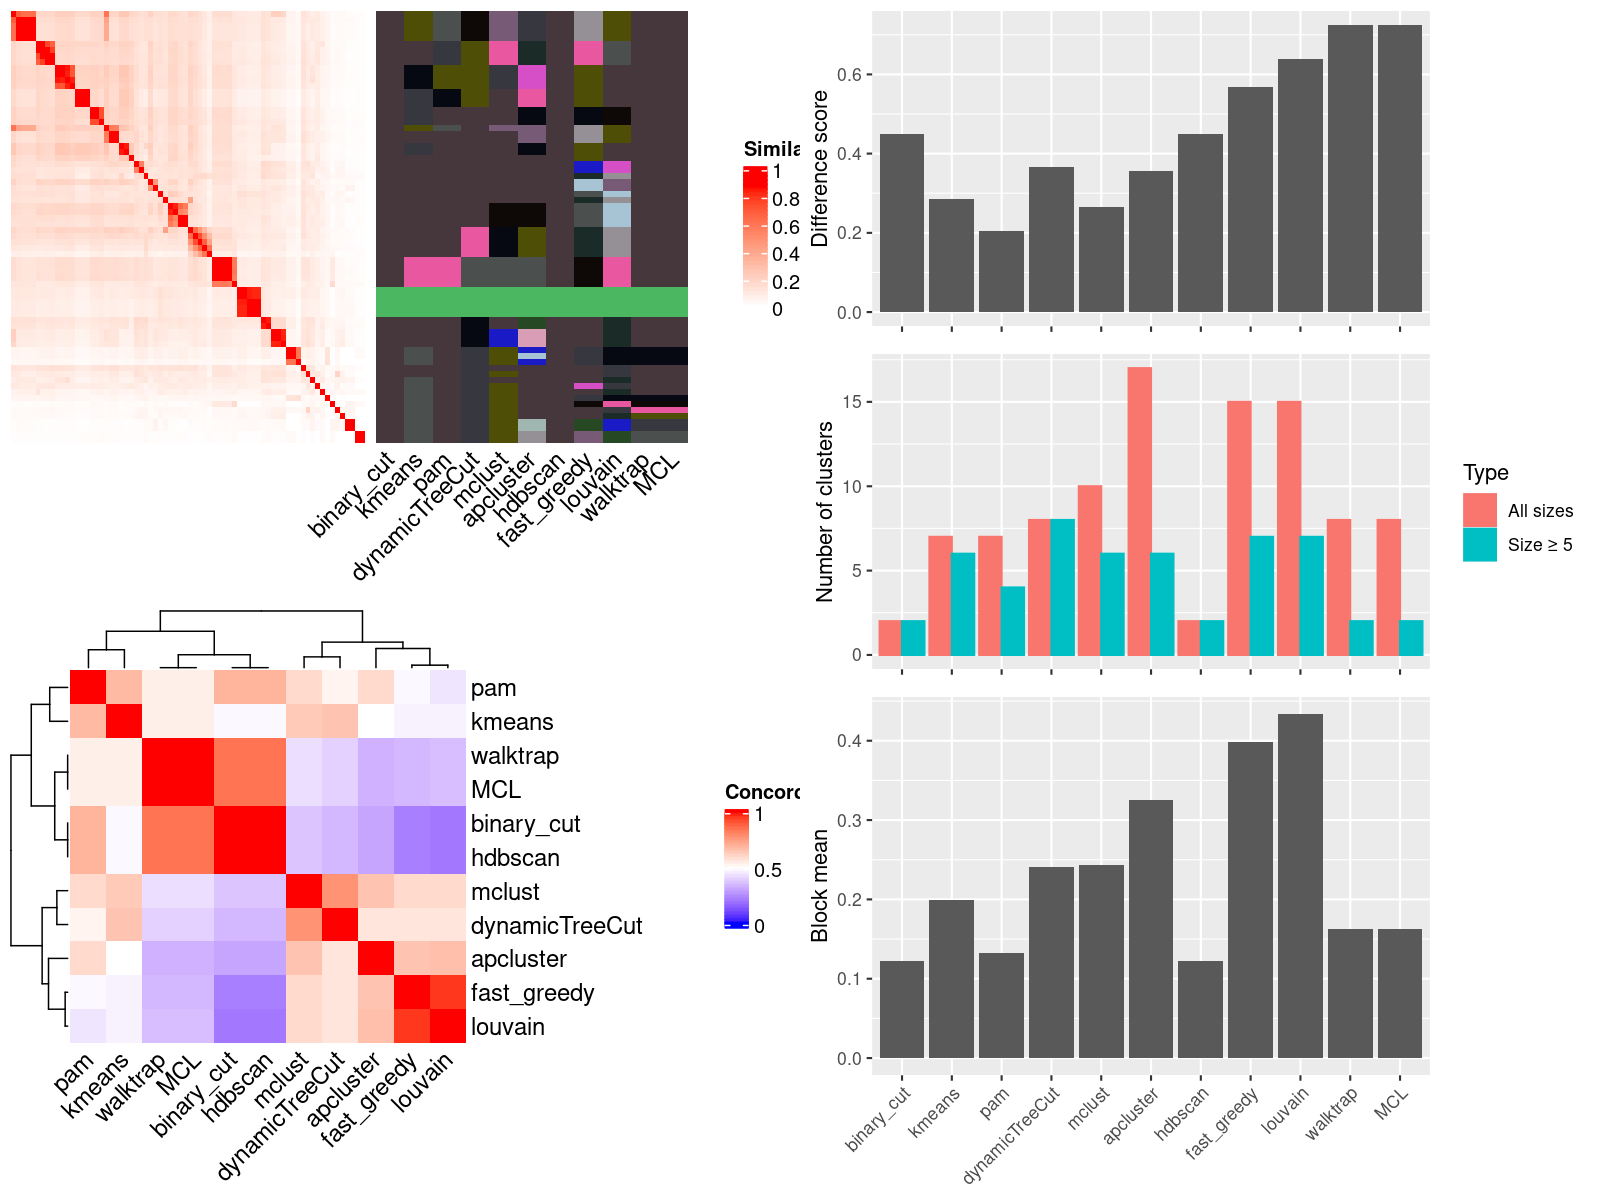 Simila
1
0.8
0.6
0.4
0.2
0
binary_cut
kmeans
pam
dynamicTreeCut
mclust
apcluster
hdbscan
fast_greedy
louvain
walktrap
MCL
pam
kmeans
walktrap
MCL
binary_cut
hdbscan
mclust
dynamicTreeCut
apcluster
fast_greedy
louvain
pam
kmeans
walktrap
MCL
binary_cut
hdbscan
mclust
dynamicTreeCut
apcluster
fast_greedy
louvain
Concord
1
0.5
0
Difference score
0.6
0.4
0.2
0.0
Number of clusters
15
10
5
0
Type
All sizes
Size ≥ 5
Block mean
0.4
0.3
0.2
0.1
0.0
binary_cut
kmeans
pam
dynamicTreeCut
mclust
apcluster
hdbscan
fast_greedy
louvain
walktrap
MCL